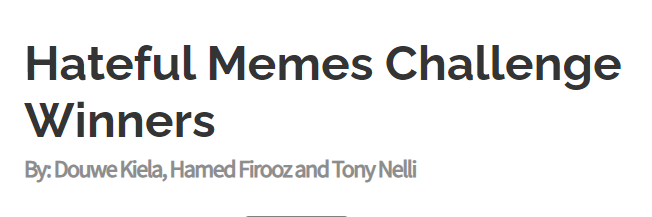 Hateful Memes Challenge
Winners
By: Douwe Kiela, Hamed Firooz and Tony Nelli